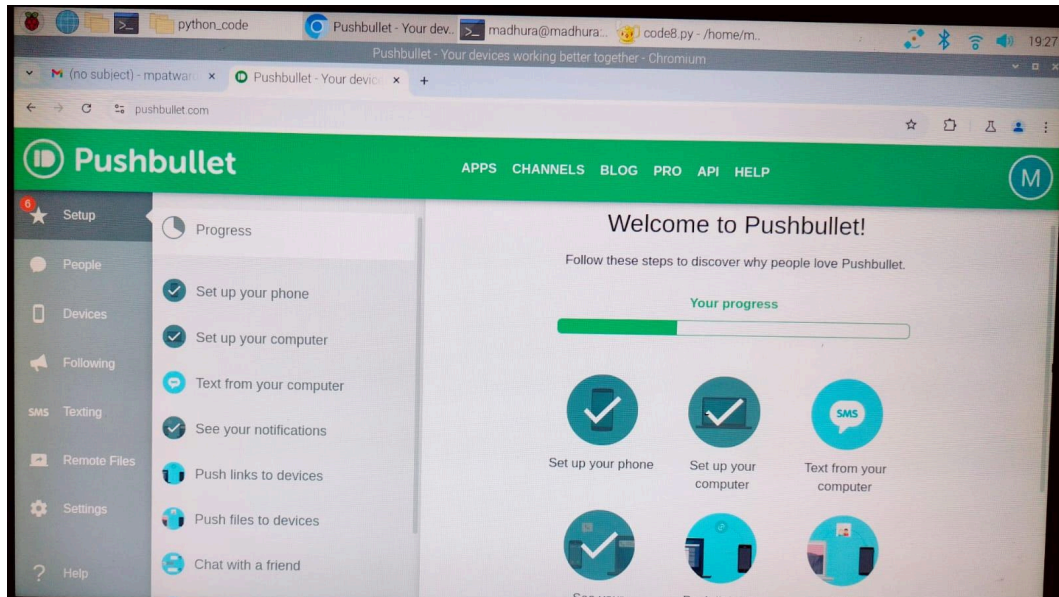 python_code
Pushbullet - Your dev..
madhura@madhura:..
code8.py - /home/m..
19:27
Pushbullet - Your devices working better together - Chromium
(no subject) - mpatward
Pushbullet - Your devic
pushbullet.com
Pushbullet
APPS CHANNELS BLOG PRO API HELP
M
6
Setup
People
Devices
Following
SMS Texting
Remote Files
Settings
? Help
Progress
Set up your phone
Set up your computer
Text from your computer
See your notifications
Push links to devices
Push files to devices
Chat with a friend
Welcome to Pushbullet!
Follow these steps to discover why people love Pushbullet.
Your progress
SMS
Set up your phone
Set up your
computer
Text from your
computer